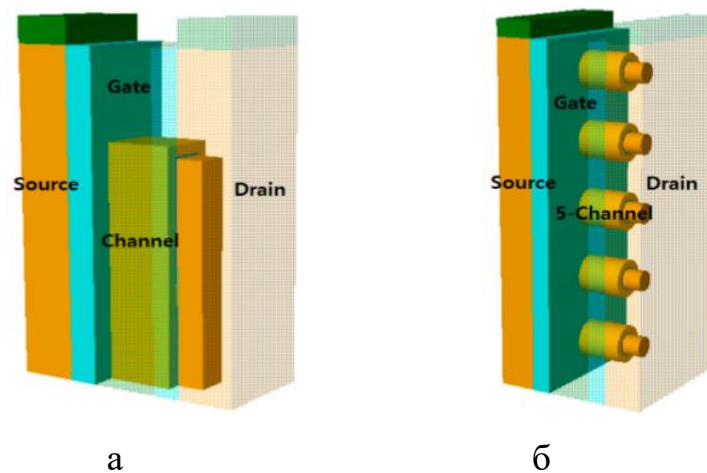 Gate
Source
Drain
Channel
Gate
Source
Drain
5-Channel
а
б